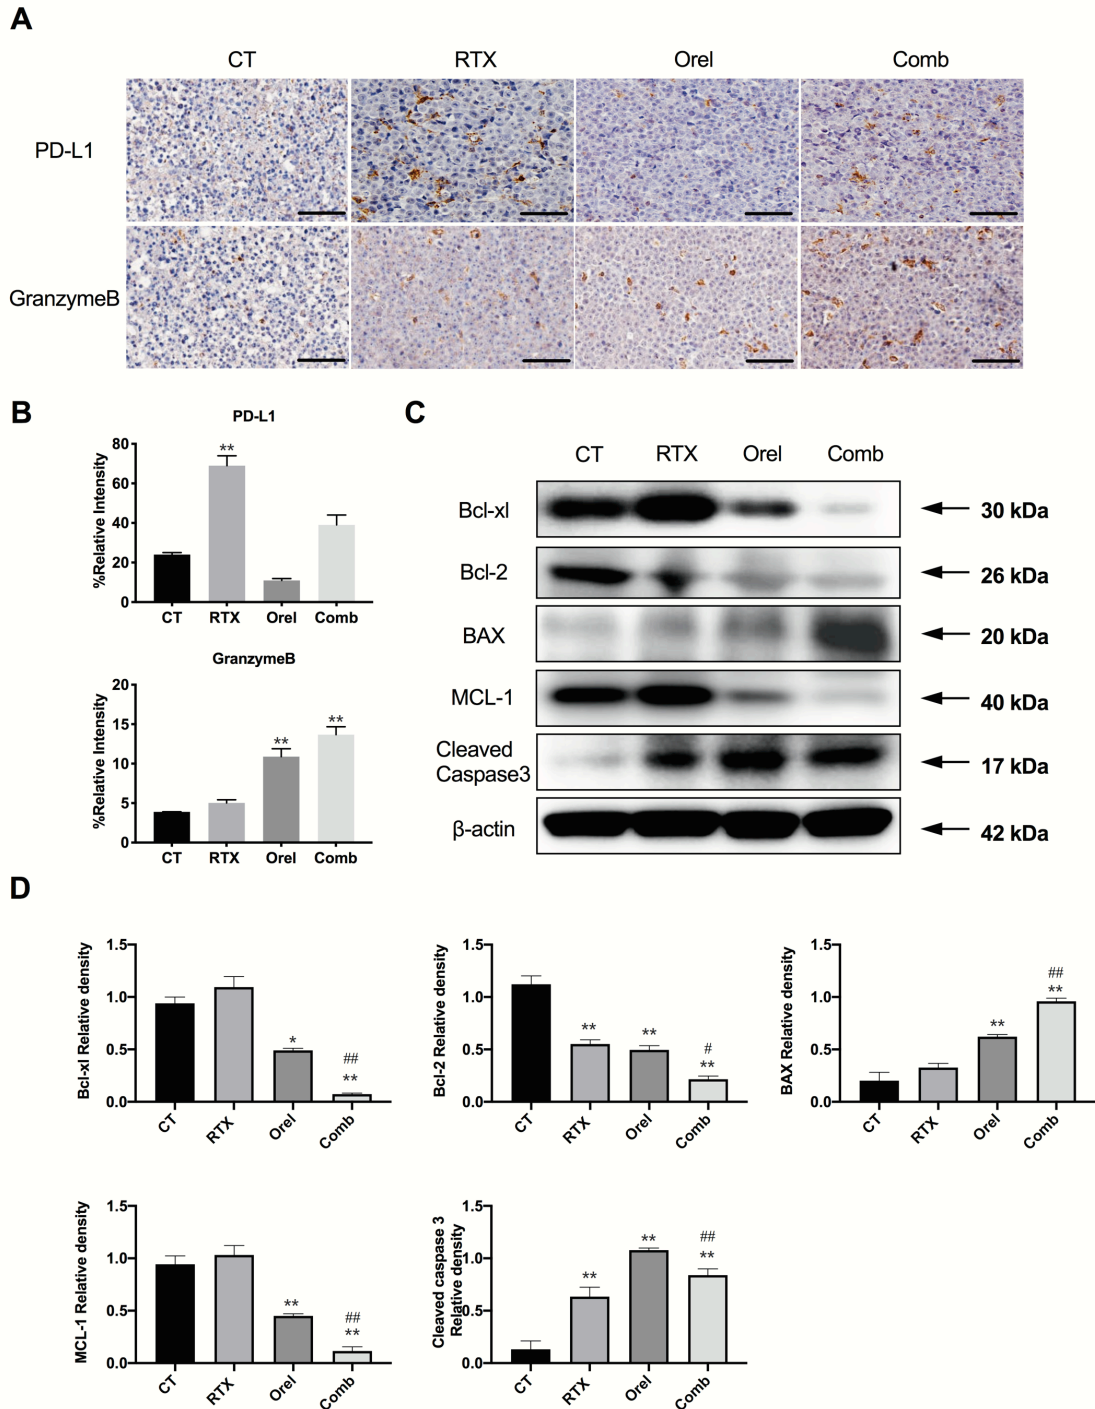 A
CT RTX Orel Comb
PD-L1
GranzymeB
B
PD-L1
%Relative Intensity
80
60
40
20
0
**
CT RTX Orel Comb
GranzymeB
%Relative Intensity
20
15
10
5
0
** **
CT RTX Orel Comb
C
CT RTX Orel Comb
Bcl-xl 30 kDa
Bcl-2 26 kDa
BAX 20 kDa
MCL-1 40 kDa
Cleaved
Caspase3 17 kDa
β-actin 42 kDa
D
Bcl-xl Relative density
1.5
1.0
0.5
0.0
*
##
**
CT RTX Orel Comb
Bcl-2 Relative density
1.5
1.0
0.5
0.0
** **
#
**
CT RTX Orel Comb
BAX Relative density
1.5
1.0
0.5
0.0
**
##
**
CT RTX Orel Comb
MCL-1 Relative density
1.5
1.0
0.5
0.0
**
##
**
CT RTX Orel Comb
Cleaved caspase 3
Relative density
1.5
1.0
0.5
0.0
** **
##
**
CT RTX Orel Comb